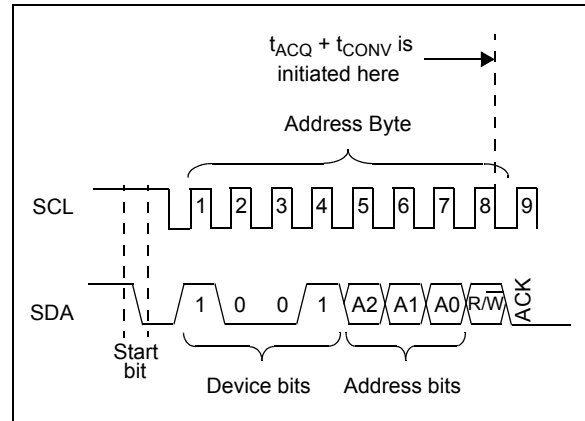 tACQ + tCONV is
initiated here
Address Byte
SCL 1 2 3 4 5 6 7 8 9
SDA 1 0 0 1 A2 A1 A0 R/W̅ ACK
Start
bit
Device bits Address bits